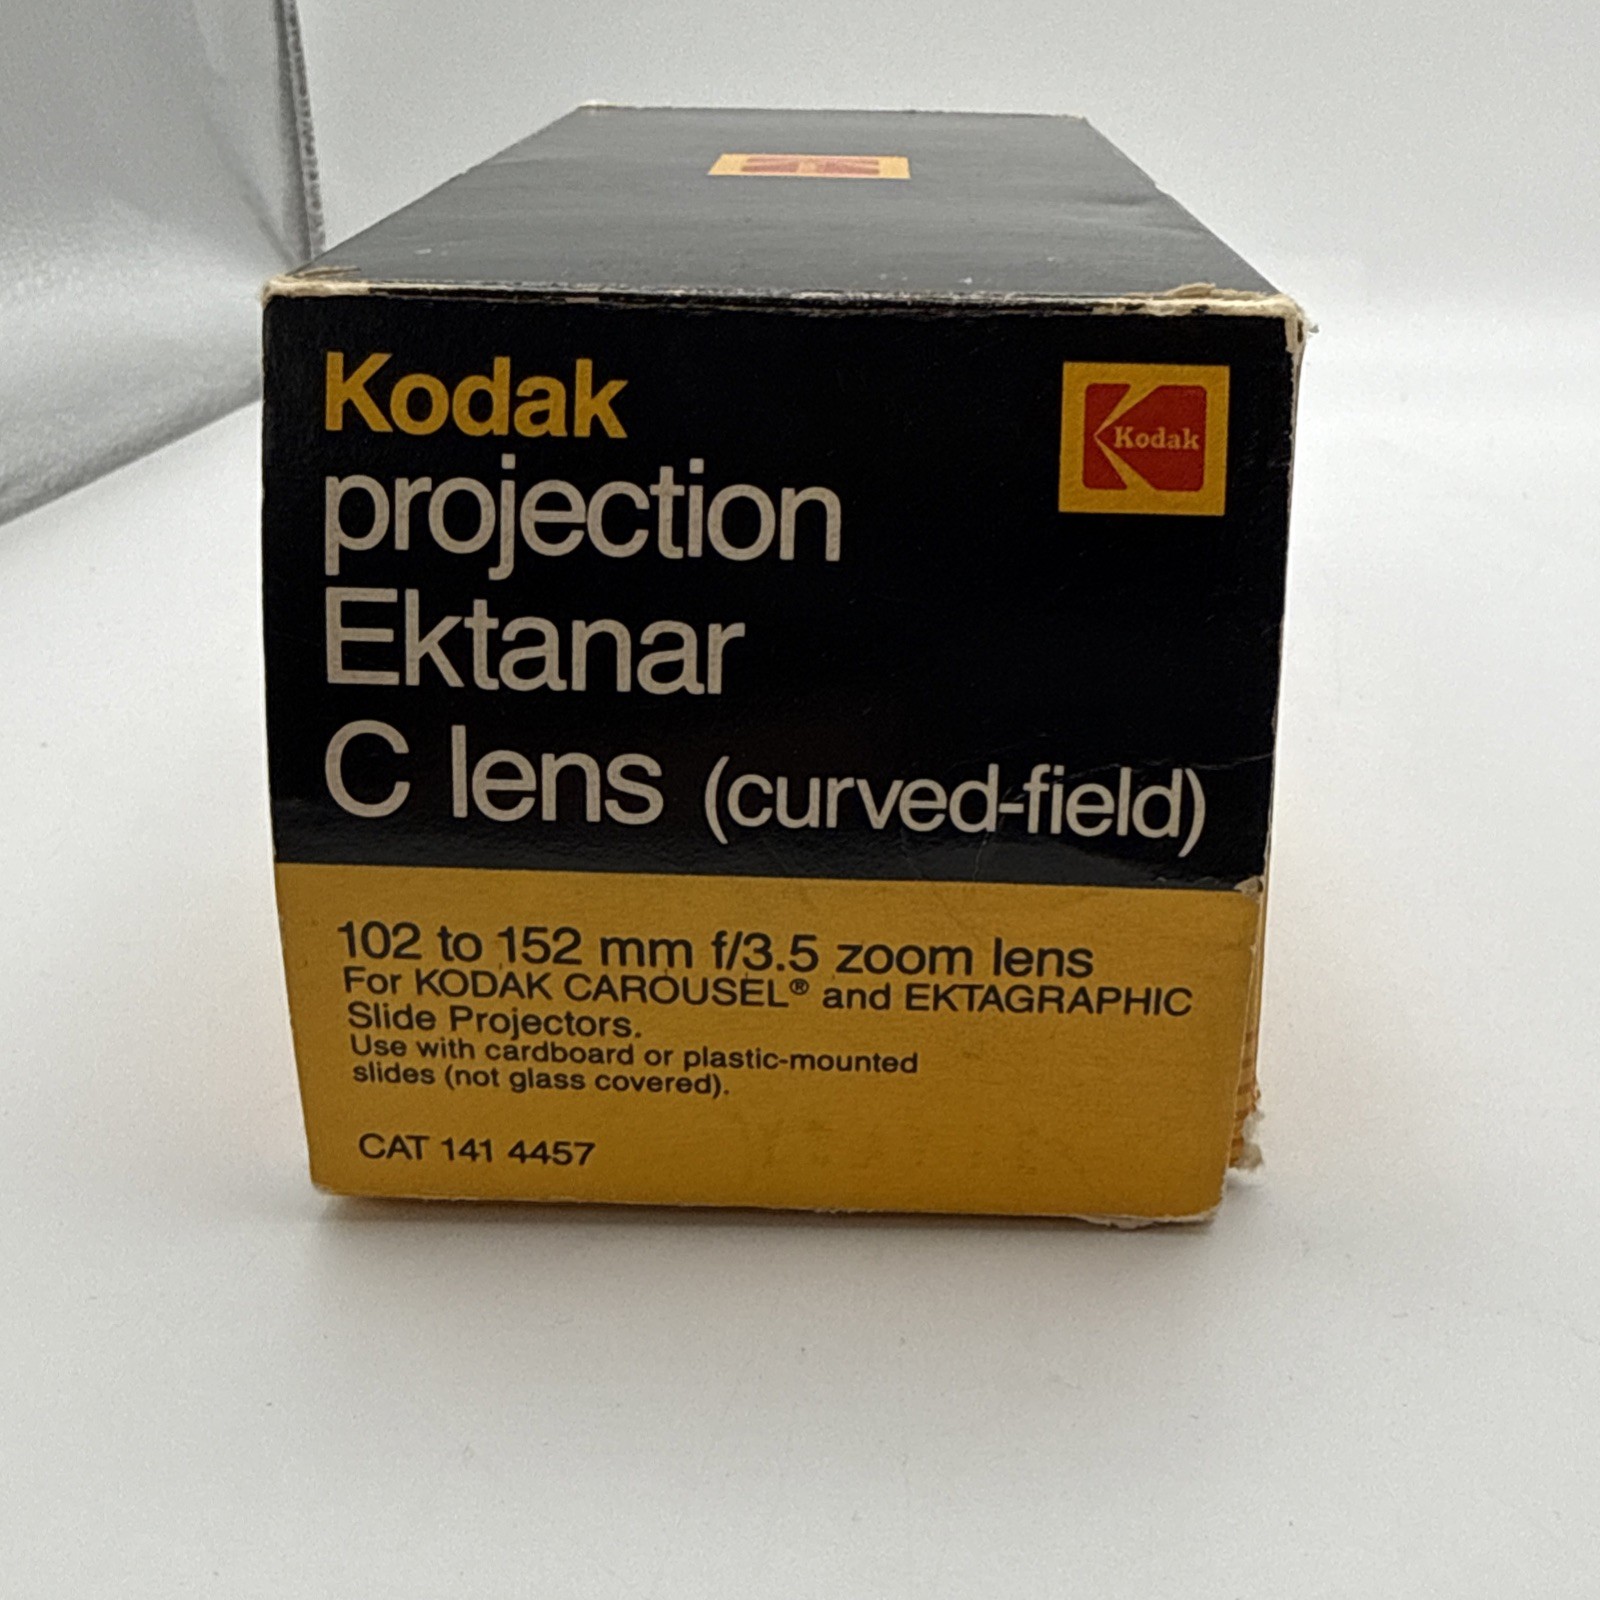 Kodak
Kodak
projection
Ektanar
C lens (curved-field)
102 to 152 mm f/3.5 zoom lens
For KODAK CAROUSEL® and EKTAGRAPHIC
Slide Projectors.
Use with cardboard or plastic-mounted
slides (not glass covered).
CAT 141 4457